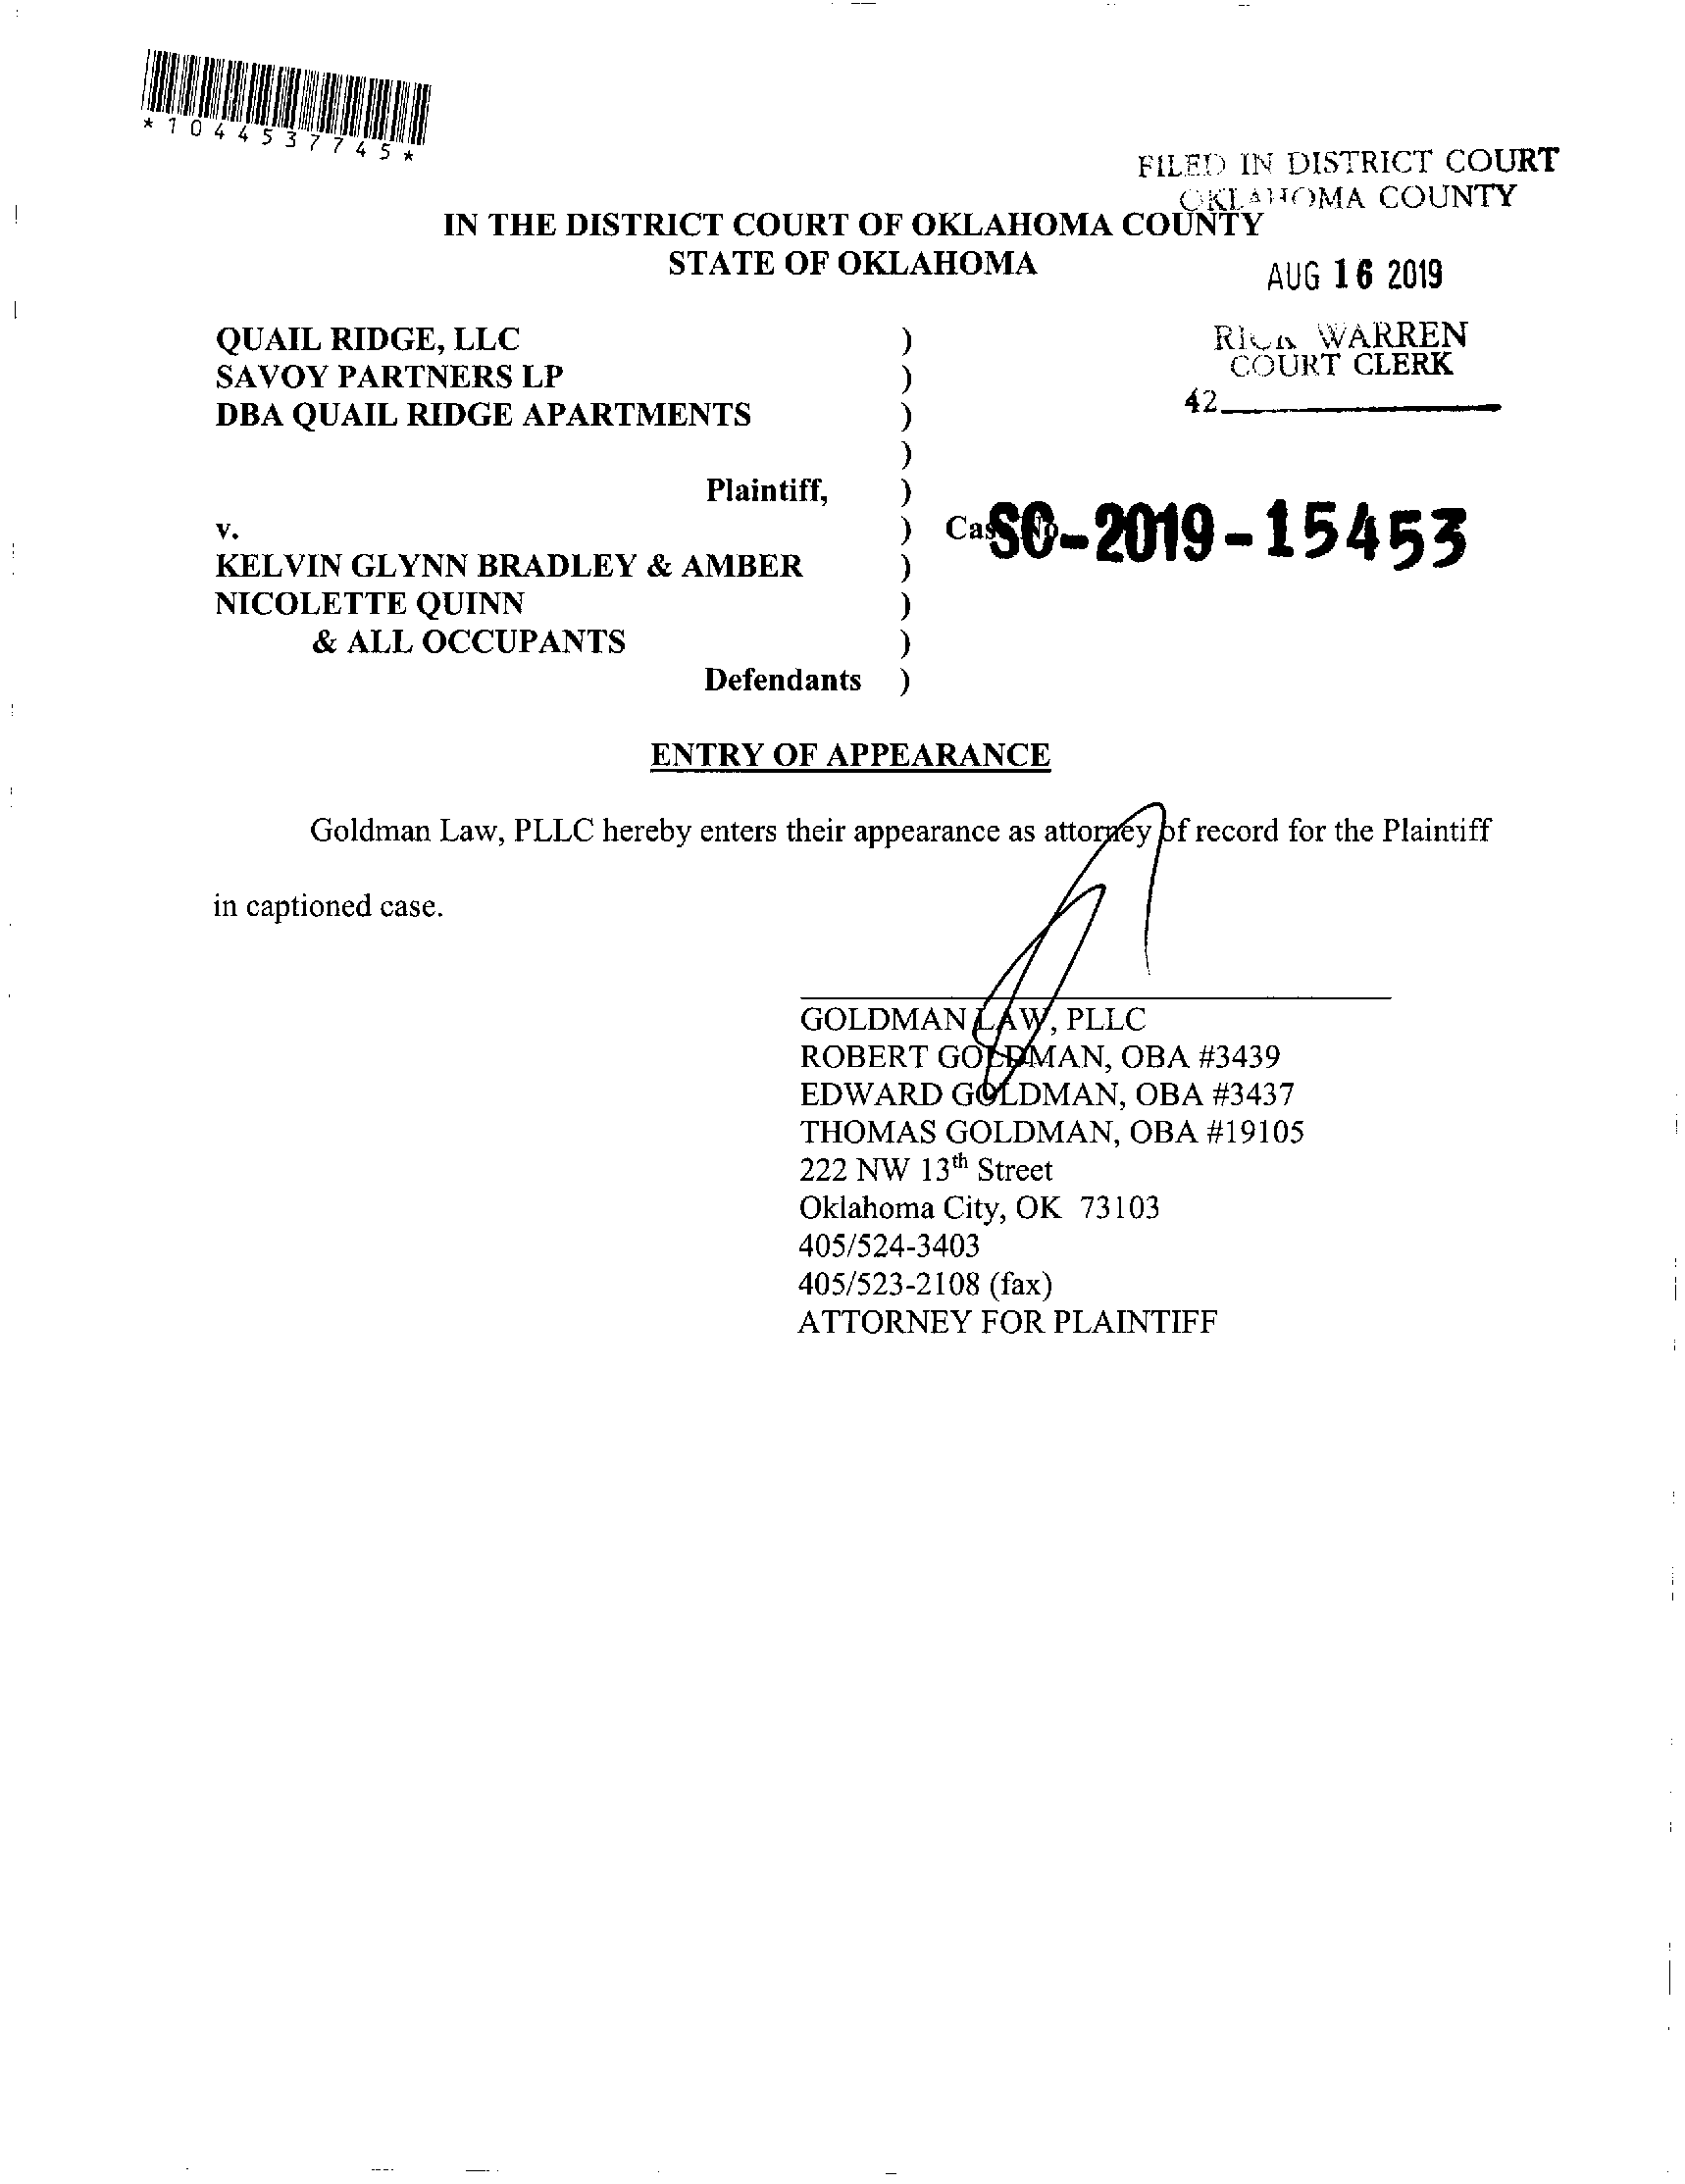 *1044537745*
FILED IN DISTRICT COURT
OKLAHOMA COUNTY
IN THE DISTRICT COURT OF OKLAHOMA COUNTY
STATE OF OKLAHOMA
AUG 16 2019
RICK WARREN
COURT CLERK
42
QUAIL RIDGE, LLC )
SAVOY PARTNERS LP )
DBA QUAIL RIDGE APARTMENTS )
)
Plaintiff, )
v. ) Case No. SC-2019-15453
KELVIN GLYNN BRADLEY & AMBER )
NICOLETTE QUINN )
& ALL OCCUPANTS )
Defendants )
ENTRY OF APPEARANCE
Goldman Law, PLLC hereby enters their appearance as attorney of record for the Plaintiff
in captioned case.
GOLDMAN LAW, PLLC
ROBERT GOLDMAN, OBA #3439
EDWARD GOLDMAN, OBA #3437
THOMAS GOLDMAN, OBA #19105
222 NW 13th Street
Oklahoma City, OK 73103
405/524-3403
405/523-2108 (fax)
ATTORNEY FOR PLAINTIFF